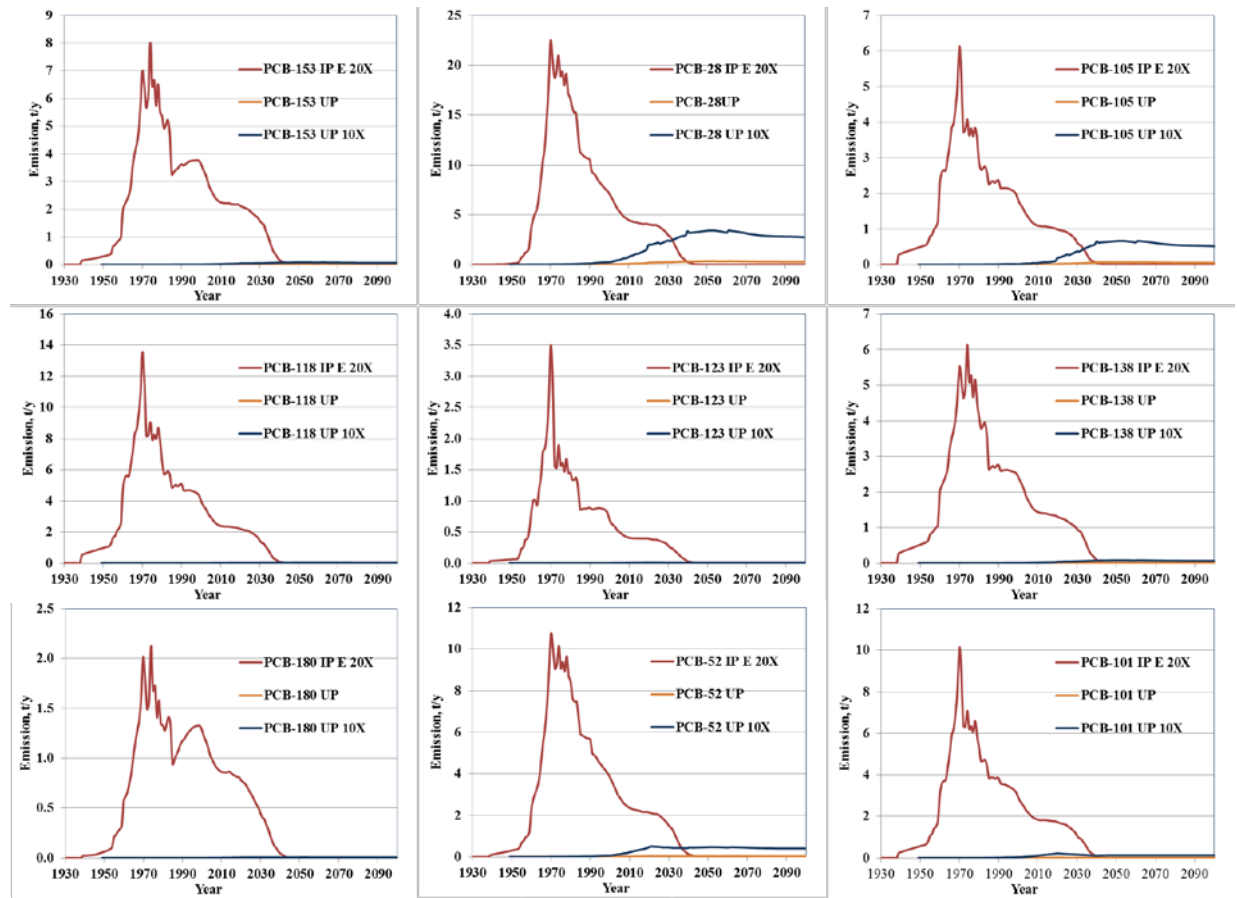 9
8
7
6
5
4
3
2
1
0
Emission, t/y
PCB-153 IP E 20X
PCB-153 UP
PCB-153 UP 10X
1930 1950 1970 1990 2010 2030 2050 2070 2090
Year
25
20
15
10
5
0
Emission, t/y
PCB-28 IP E 20X
PCB-28UP
PCB-28 UP 10X
1930 1950 1970 1990 2010 2030 2050 2070 2090
Year
7
6
5
4
3
2
1
0
Emission, t/y
PCB-105 IP E 20X
PCB-105 UP
PCB-105 UP 10X
1930 1950 1970 1990 2010 2030 2050 2070 2090
Year
16
14
12
10
8
6
4
2
0
Emission, t/y
PCB-118 IP E 20X
PCB-118 UP
PCB-118 UP 10X
1930 1950 1970 1990 2010 2030 2050 2070 2090
Year
4.0
3.5
3.0
2.5
2.0
1.5
1.0
0.5
0.0
Emission, t/y
PCB-123 IP E 20X
PCB-123 UP
PCB-123 UP 10X
1930 1950 1970 1990 2010 2030 2050 2070 2090
Year
7
6
5
4
3
2
1
0
Emission, t/y
PCB-138 IP E 20X
PCB-138 UP
PCB-138 UP 10X
1930 1950 1970 1990 2010 2030 2050 2070 2090
Year
2.5
2.0
1.5
1.0
0.5
0.0
Emission, t/y
PCB-180 IP E 20X
PCB-180 UP
PCB-180 UP 10X
1930 1950 1970 1990 2010 2030 2050 2070 2090
Year
12
10
8
6
4
2
0
Emission, t/y
PCB-52 IP E 20X
PCB-52 UP
PCB-52 UP 10X
1930 1950 1970 1990 2010 2030 2050 2070 2090
Year
12
10
8
6
4
2
0
Emission, t/y
PCB-101 IP E 20X
PCB-101 UP
PCB-101 UP 10X
1930 1950 1970 1990 2010 2030 2050 2070 2090
Year